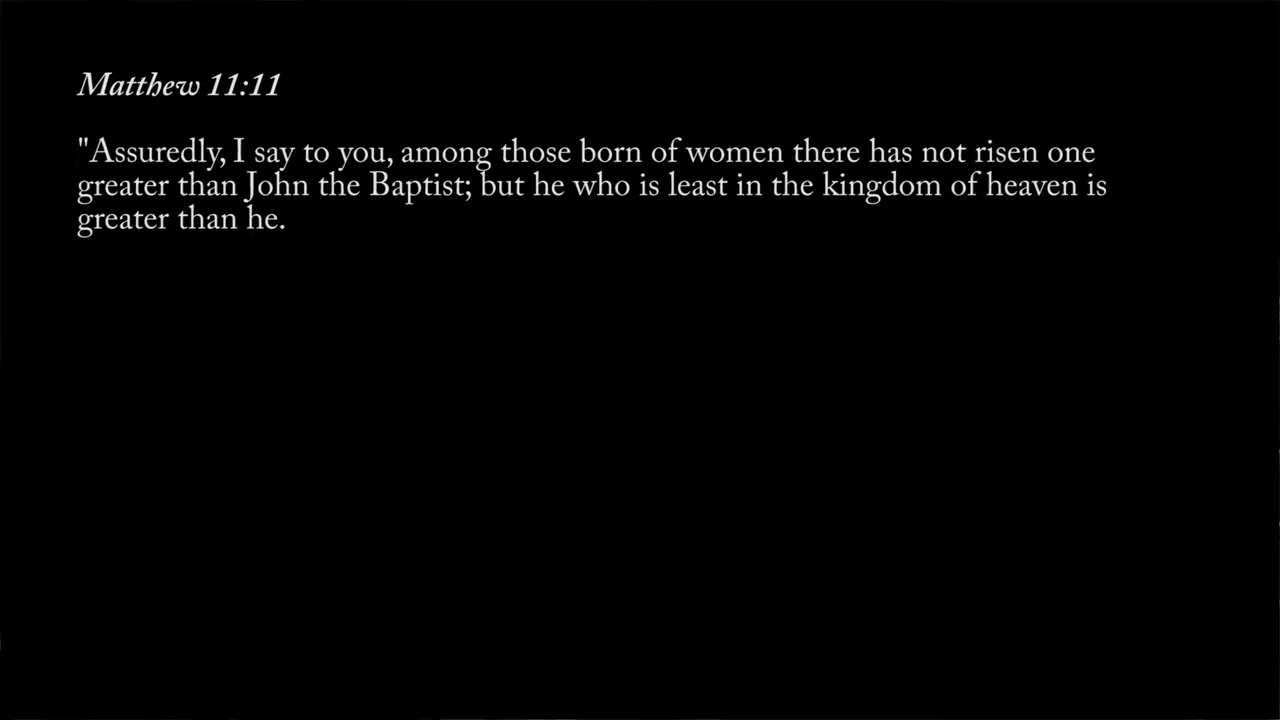 Matthew 11:11
"Assuredly, I say to you, among those born of women there has not risen one
greater than John the Baptist; but he who is least in the kingdom of heaven is
greater than he.